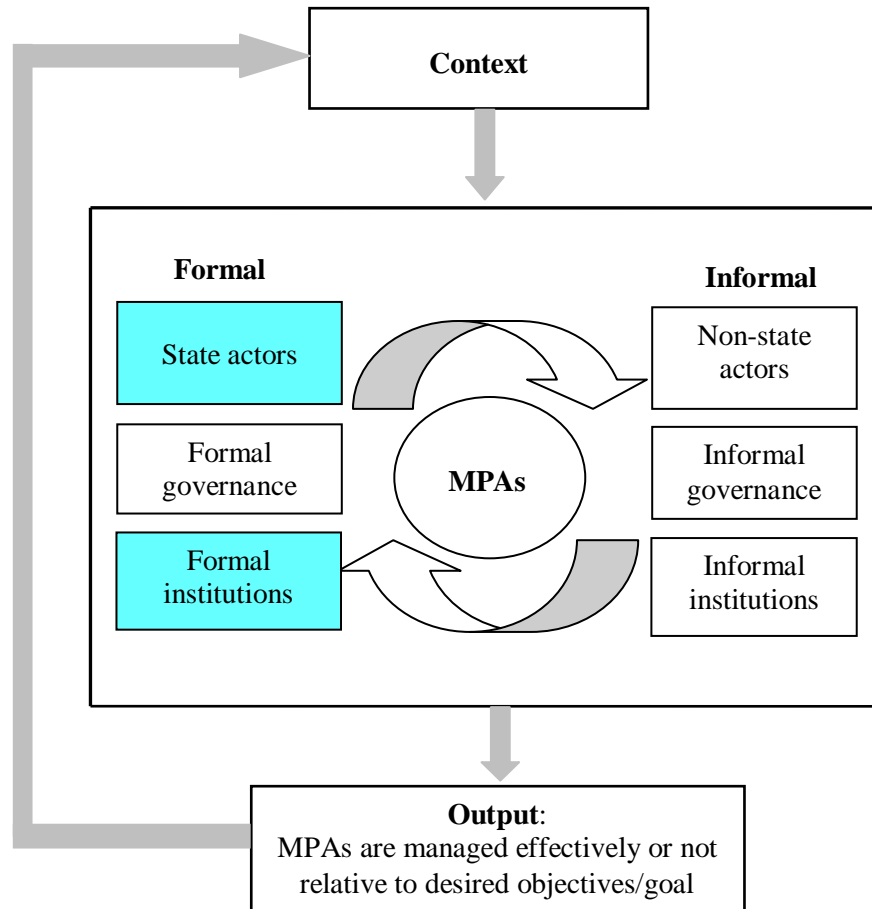 Context
Formal
Informal
State actors
Non-state
actors
Formal
governance
MPAs
Informal
governance
Formal
institutions
Informal
institutions
Output:
MPAs are managed effectively or not
relative to desired objectives/goal